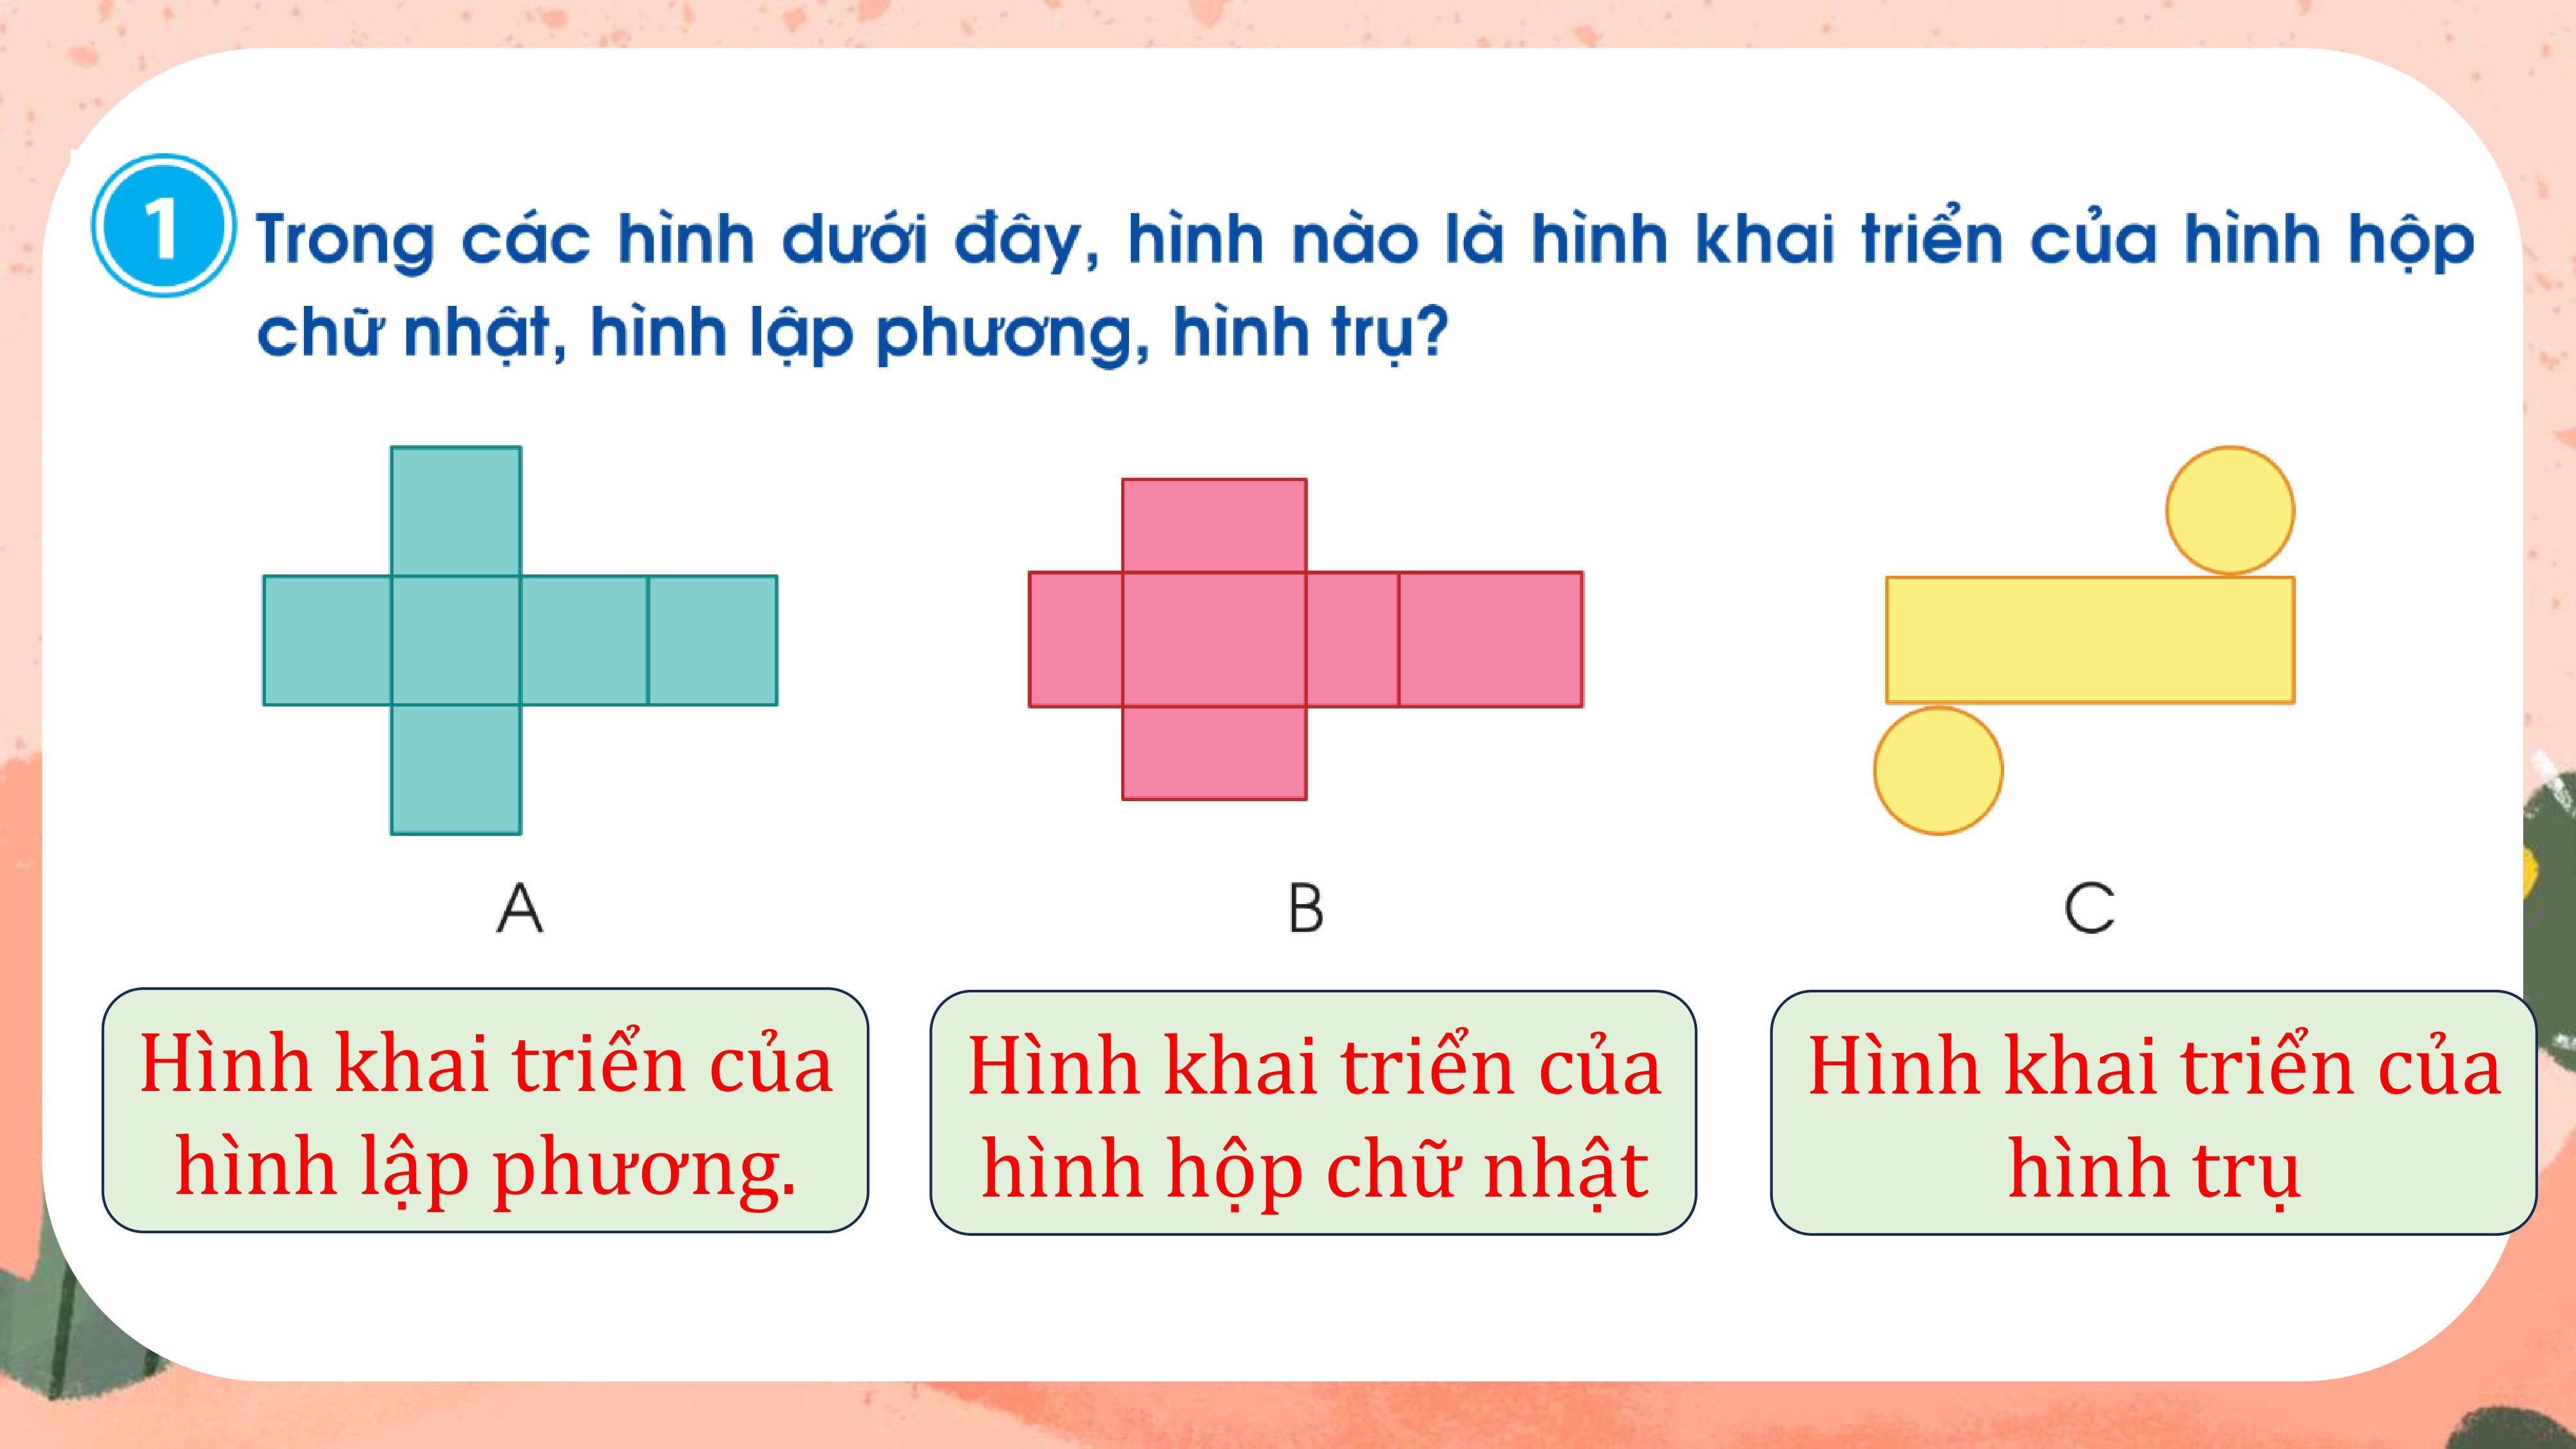 1
Trong các hình dưới đây, hình nào là hình khai triển của hình hộp
chữ nhật, hình lập phương, hình trụ?
A
B
C
Hình khai triển của
hình lập phương.
Hình khai triển của
hình hộp chữ nhật
Hình khai triển của
hình trụ